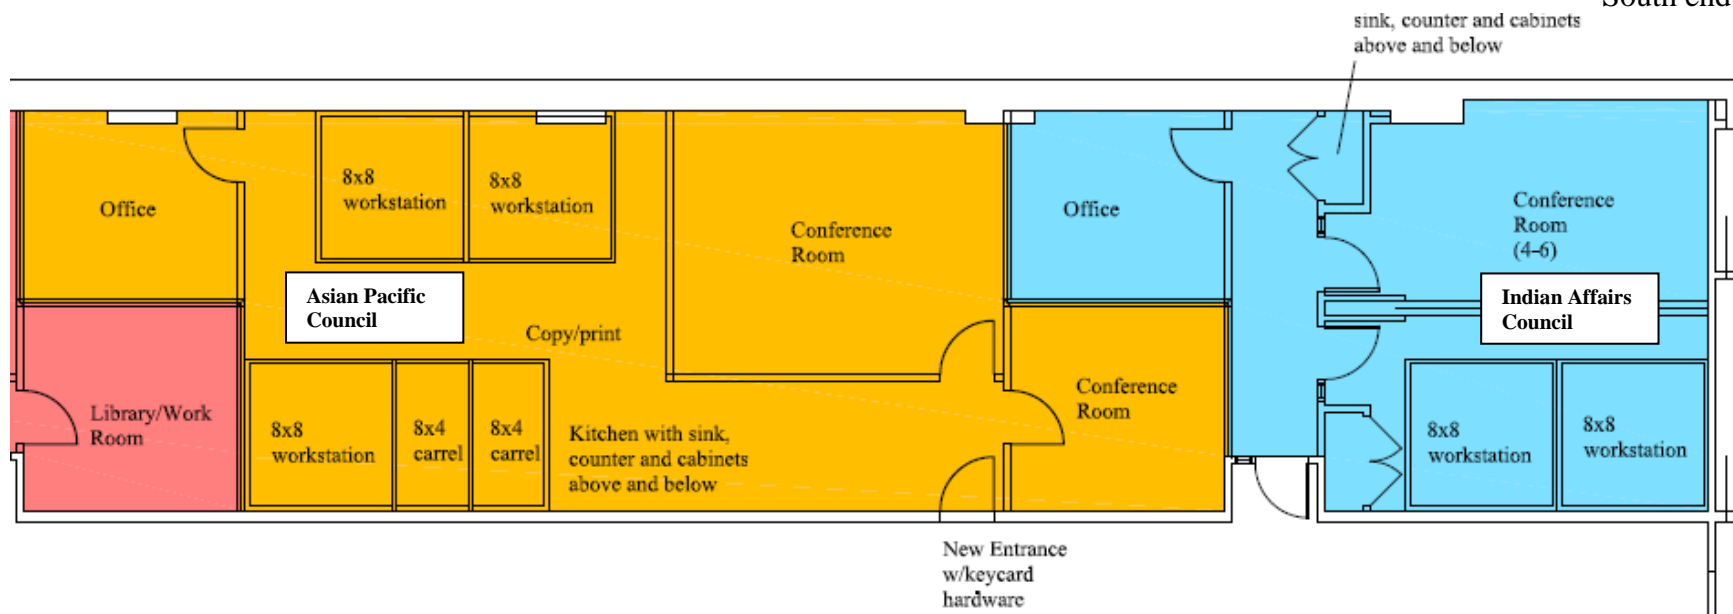 South end
sink, counter and cabinets
above and below
Office
8x8
workstation
8x8
workstation
Conference
Room
Office
Conference
Room
(4-6)
Asian Pacific
Council
Indian Affairs
Council
Copy/print
Library/Work
Room
8x8
workstation
8x4
carrel
8x4
carrel
Kitchen with sink,
counter and cabinets
above and below
Conference
Room
8x8
workstation
8x8
workstation
New Entrance
w/keycard
hardware